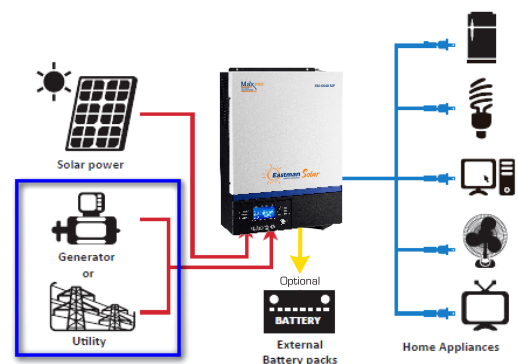 Solar power
Generator
or
Utility
Eastman Solar
Optional
BATTERY
External
Battery packs
Home Appliances